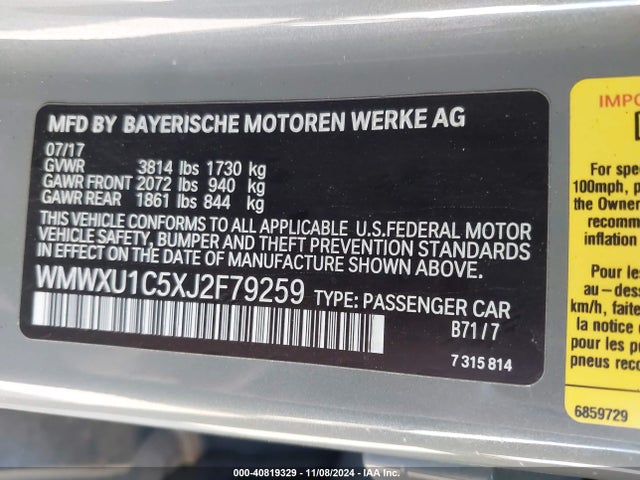 MFD BY BAYERISCHE MOTOREN WERKE AG
07/17
GVWR 3814 lbs 1730 kg
GAWR FRONT 2072 lbs 940 kg
GAWR REAR 1861 lbs 844 kg
THIS VEHICLE CONFORMS TO ALL APPLICABLE U.S.FEDERAL MOTOR
VEHICLE SAFETY, BUMPER AND THEFT PREVENTION STANDARDS
IN EFFECT ON THE DATE OF MANUFACTURE SHOWN ABOVE.
WMWXU1C5XJ2F79259 TYPE: PASSENGER CAR
B71/7
7 315 814
IMPO
For spe
100mph, p
the Owner
recomm
inflation
Pour les
au-dess
km/h, faite
la notice
pour les p
pneus reco
6859729
000-40819329 - 11/08/2024 - IAA Inc.